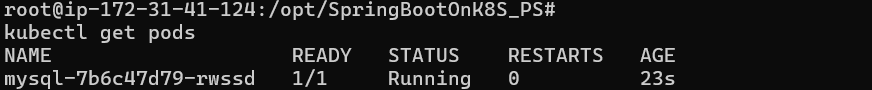 root@ip-172-31-41-124:/opt/SpringBootOnK8S_PS#
kubectl get pods
NAME READY STATUS RESTARTS AGE
mysql-7b6c47d79-rwssd 1/1 Running 0 23s